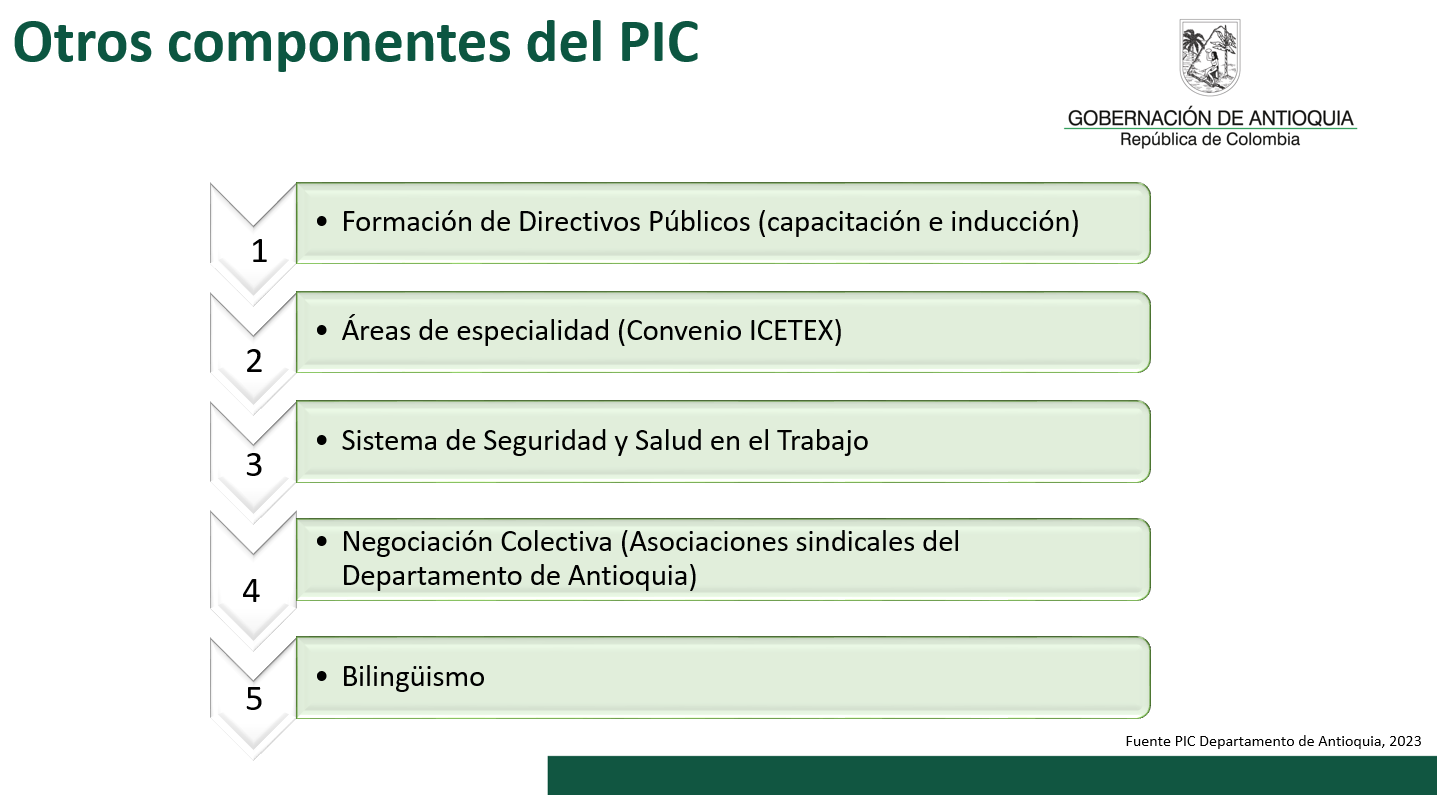 Otros componentes del PIC
GOBERNACIÓN DE ANTIOQUIA
República de Colombia
1
• Formación de Directivos Públicos (capacitación e inducción)
2
• Áreas de especialidad (Convenio ICETEX)
3
• Sistema de Seguridad y Salud en el Trabajo
4
• Negociación Colectiva (Asociaciones sindicales del
Departamento de Antioquia)
5
• Bilingüismo
Fuente PIC Departamento de Antioquia, 2023